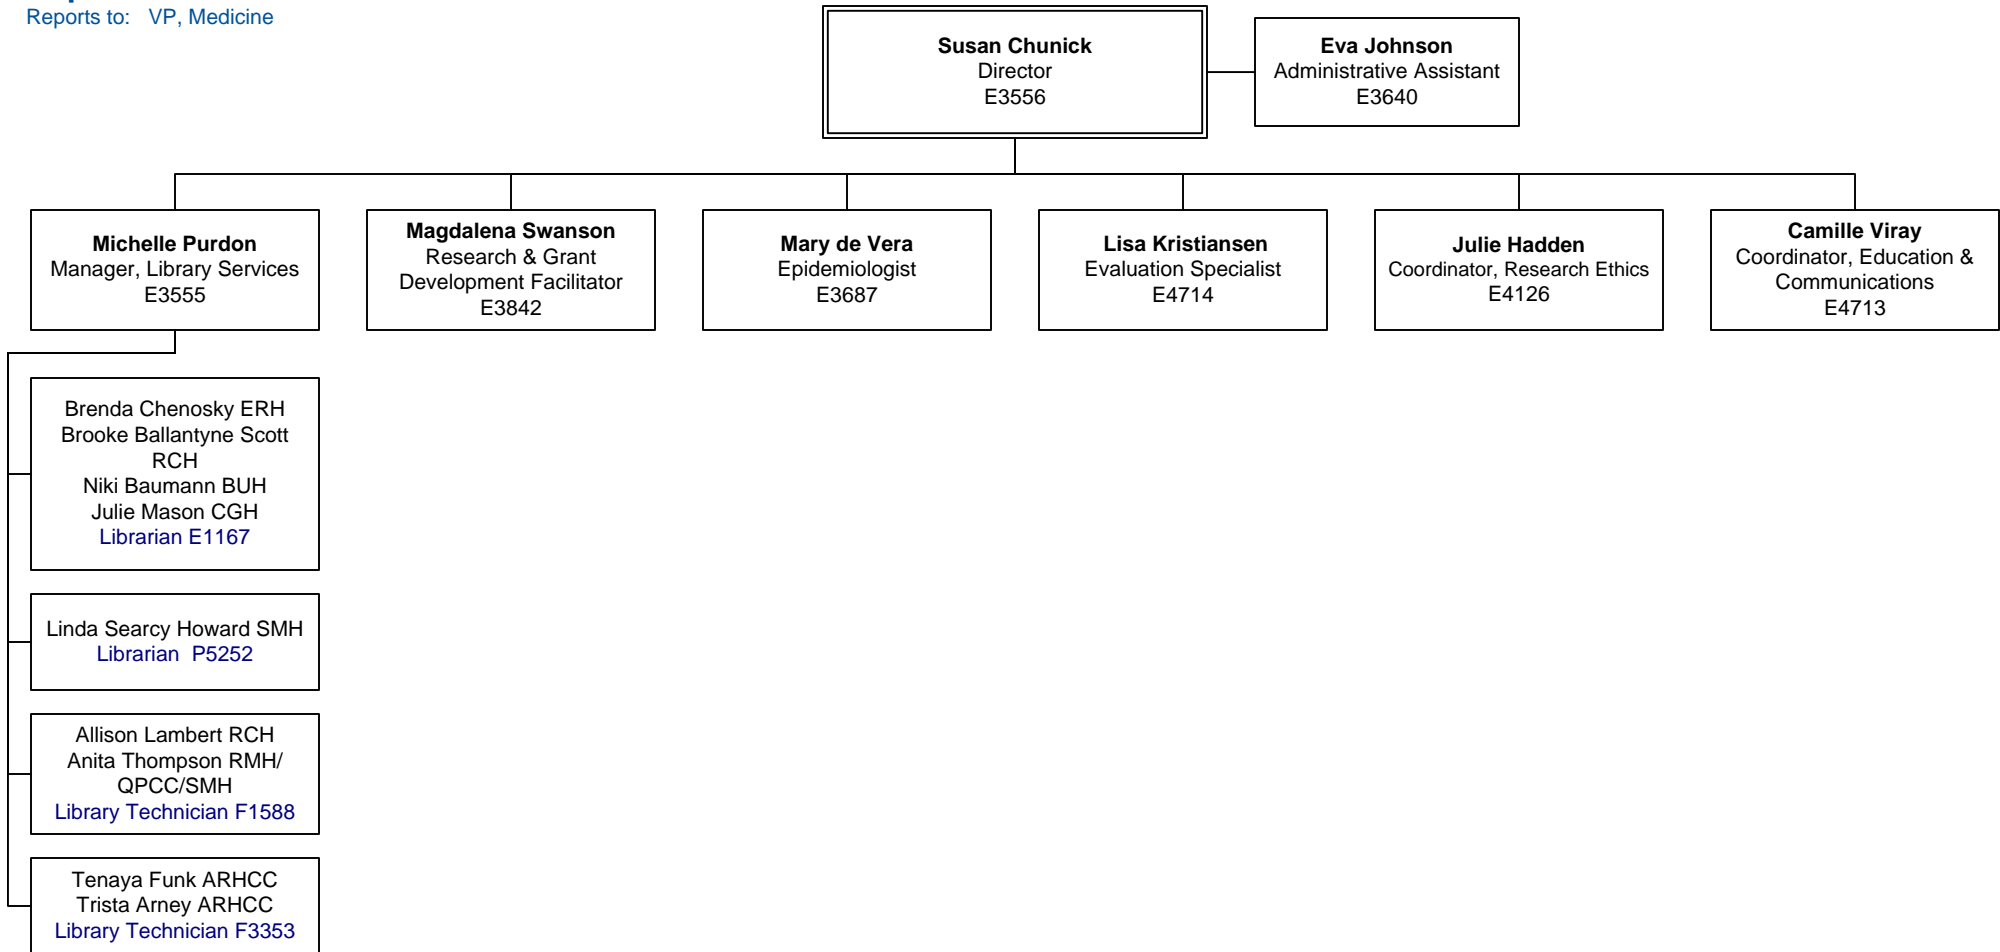 Reports to: VP, Medicine
Susan Chunick
Director
E3556
Eva Johnson
Administrative Assistant
E3640
Michelle Purdon
Manager, Library Services
E3555
Magdalena Swanson
Research & Grant
Development Facilitator
E3842
Mary de Vera
Epidemiologist
E3687
Lisa Kristiansen
Evaluation Specialist
E4714
Julie Hadden
Coordinator, Research Ethics
E4126
Camille Viray
Coordinator, Education &
Communications
E4713
Brenda Chenosky ERH
Brooke Ballantyne Scott
RCH
Niki Baumann BUH
Julie Mason CGH
Librarian E1167
Linda Searcy Howard SMH
Librarian P5252
Allison Lambert RCH
Anita Thompson RMH/
QPCC/SMH
Library Technician F1588
Tenaya Funk ARHCC
Trista Arney ARHCC
Library Technician F3353